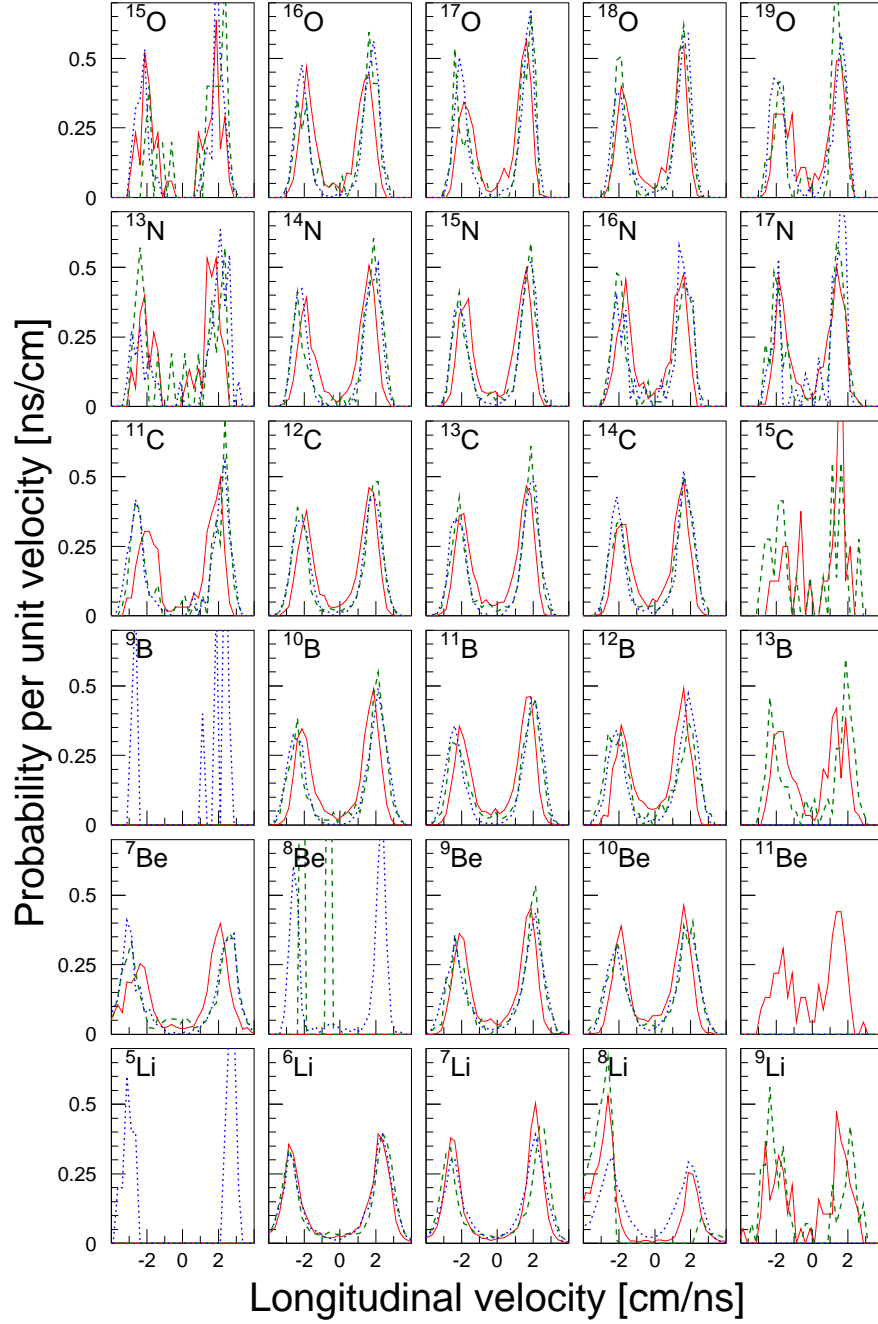 Probability per unit velocity [ns/cm]
¹⁵O ¹⁶O ¹⁷O ¹⁸O ¹⁹O
0.5
0.25
0
¹³N ¹⁴N ¹⁵N ¹⁶N ¹⁷N
0.5
0.25
0
¹¹C ¹²C ¹³C ¹⁴C ¹⁵C
0.5
0.25
0
⁹B ¹⁰B ¹¹B ¹²B ¹³B
0.5
0.25
0
⁷Be ⁸Be ⁹Be ¹⁰Be ¹¹Be
0.5
0.25
0
⁵Li ⁶Li ⁷Li ⁸Li ⁹Li
0.5
0.25
0
-2 0 2 -2 0 2 -2 0 2 -2 0 2 -2 0 2
Longitudinal velocity [cm/ns]